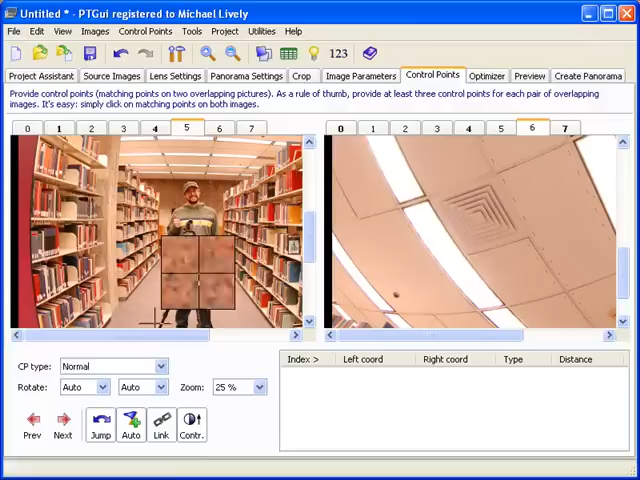 Untitled * - PTGui registered to Michael Lively
File Edit View Images Control Points Tools Project Utilities Help
123
Project Assistant Source Images Lens Settings Panorama Settings Crop Image Parameters Control Points Optimizer Preview Create Panorama
Provide control points (matching points on two overlapping pictures). As a rule of thumb, provide at least three control points for each pair of overlapping
images. It's easy: simply click on matching points on both images.
0 1 2 3 4 5 6 7 0 1 2 3 4 5 6 7
CP type: Normal
Rotate: Auto Auto Zoom: 25 %
Prev Next Jump Auto Link Contr.
Index > Left coord Right coord Type Distance